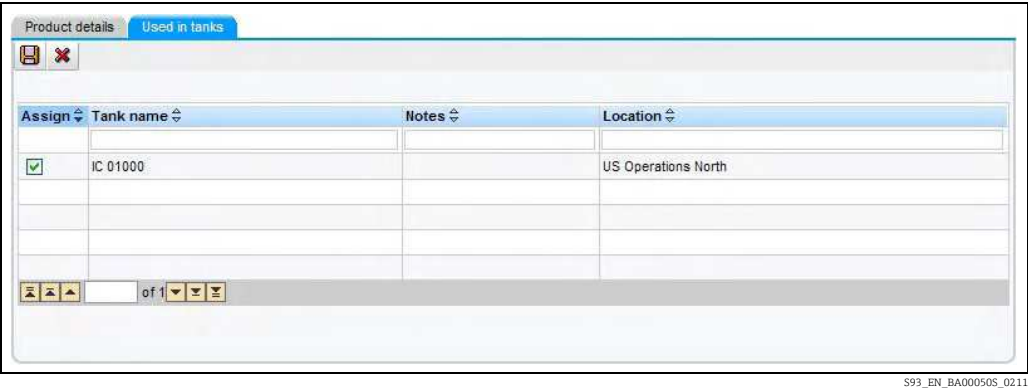 Product details Used in tanks
Assign Tank name Notes Location
IC 01000 US Operations North
of 1
S93_EN_BA00050S_0211